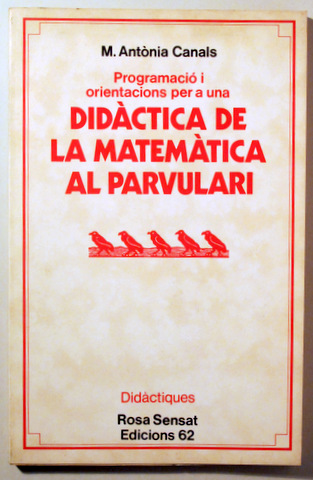 M. Antònia Canals
Programació i
orientacions per a una
DIDÀCTICA DE
LA MATEMÀTICA
AL PARVULARI
Didàctiques
Rosa Sensat
Edicions 62